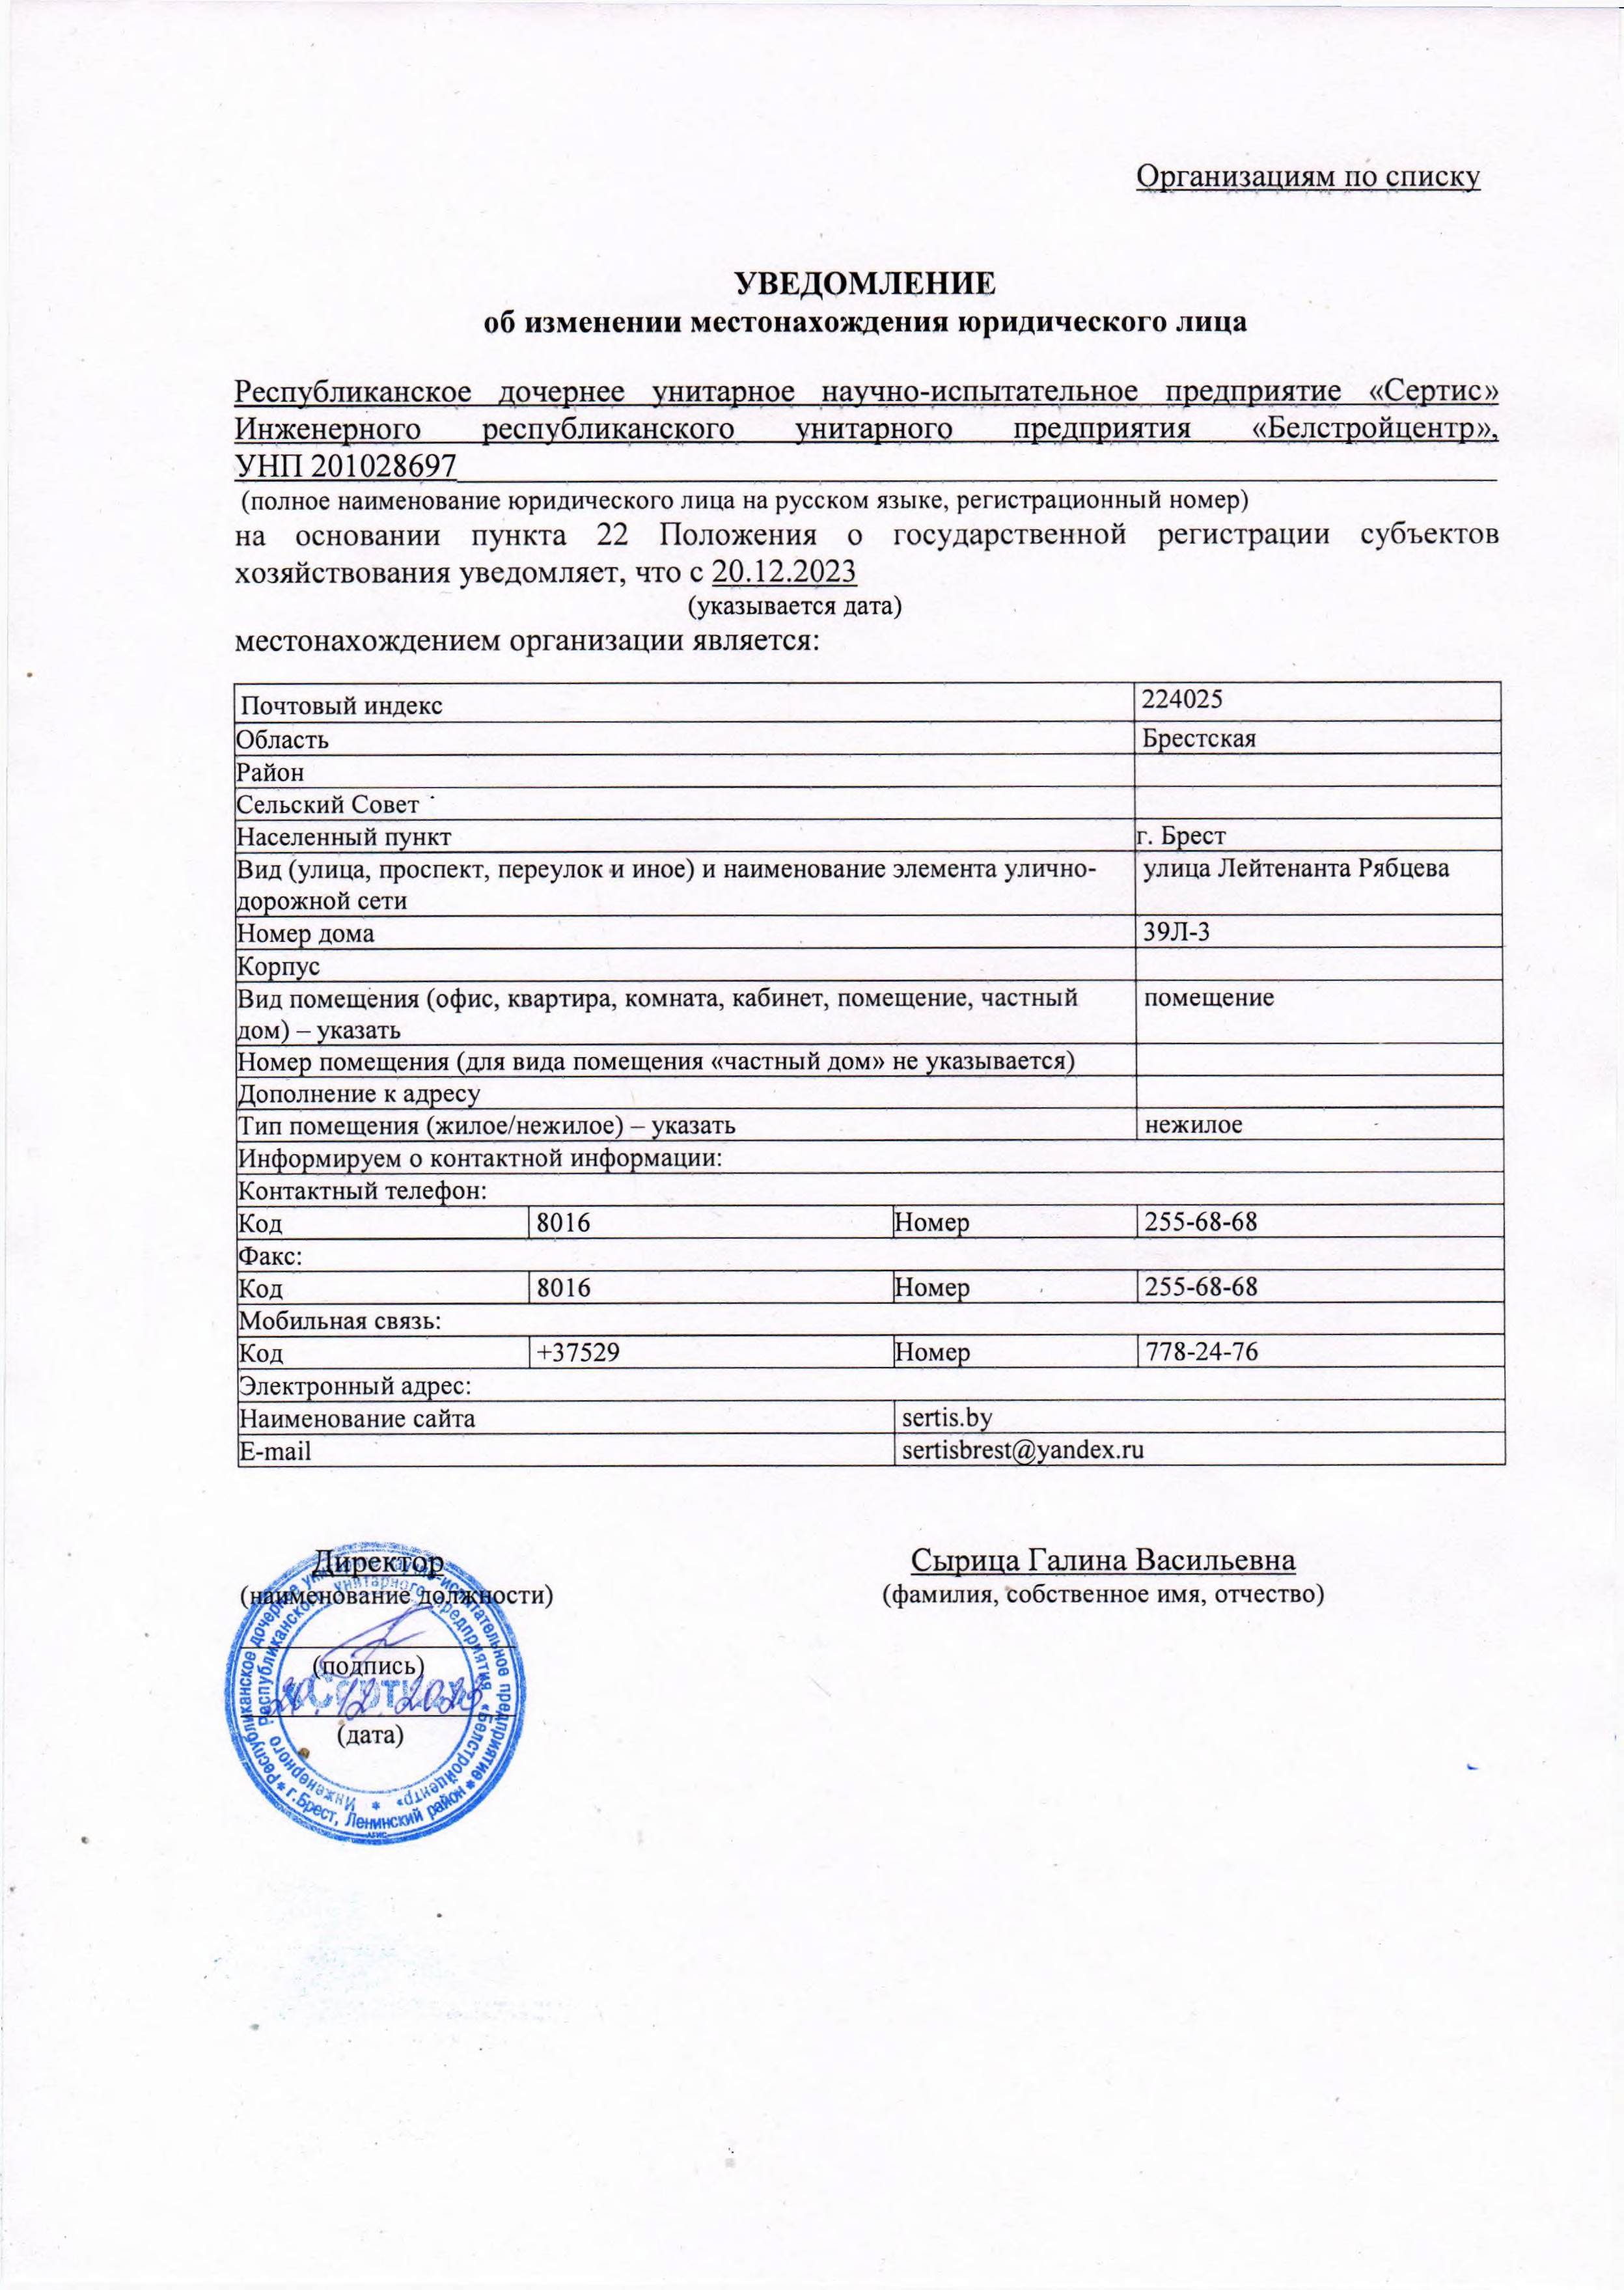 Организациям по списку
УВЕДОМЛЕНИЕ
об изменении местонахождения юридического лица
Республиканское дочернее унитарное научно-испытательное предприятие «Сертис»
Инженерного республиканского унитарного предприятия «Белстройцентр»,
УНП 201028697
(полное наименование юридического лица на русском языке, регистрационный номер)
на основании пункта 22 Положения о государственной регистрации субъектов
хозяйствования уведомляет, что с 20.12.2023
(указывается дата)
местонахождением организации является:
Почтовый индекс 224025
Область Брестская
Район
Сельский Совет
Населенный пункт г. Брест
Вид (улица, проспект, переулок и иное) и наименование элемента улично- улица Лейтенанта Рябцева
дорожной сети
Номер дома 39Л-3
Корпус
Вид помещения (офис, квартира, комната, кабинет, помещение, частный помещение
дом) – указать
Номер помещения (для вида помещения «частный дом» не указывается)
Дополнение к адресу
Тип помещения (жилое/нежилое) – указать нежилое
Информируем о контактной информации:
Контактный телефон:
Код 8016 Номер 255-68-68
Факс:
Код 8016 Номер 255-68-68
Мобильная связь:
Код +37529 Номер 778-24-76
Электронный адрес:
Наименование сайта sertis.by
E-mail sertisbrest@yandex.ru
Директор Сырица Галина Васильевна
(наименование должности) (фамилия, собственное имя, отчество)
(подпись)
12 2023
(дата)
Республиканское дочернее унитарное научно-испытательное предприятие
* г.Брест, Ленинский район *
Инженерного республиканского унитарного предприятия «Белстройцентр» *
«Сертис»